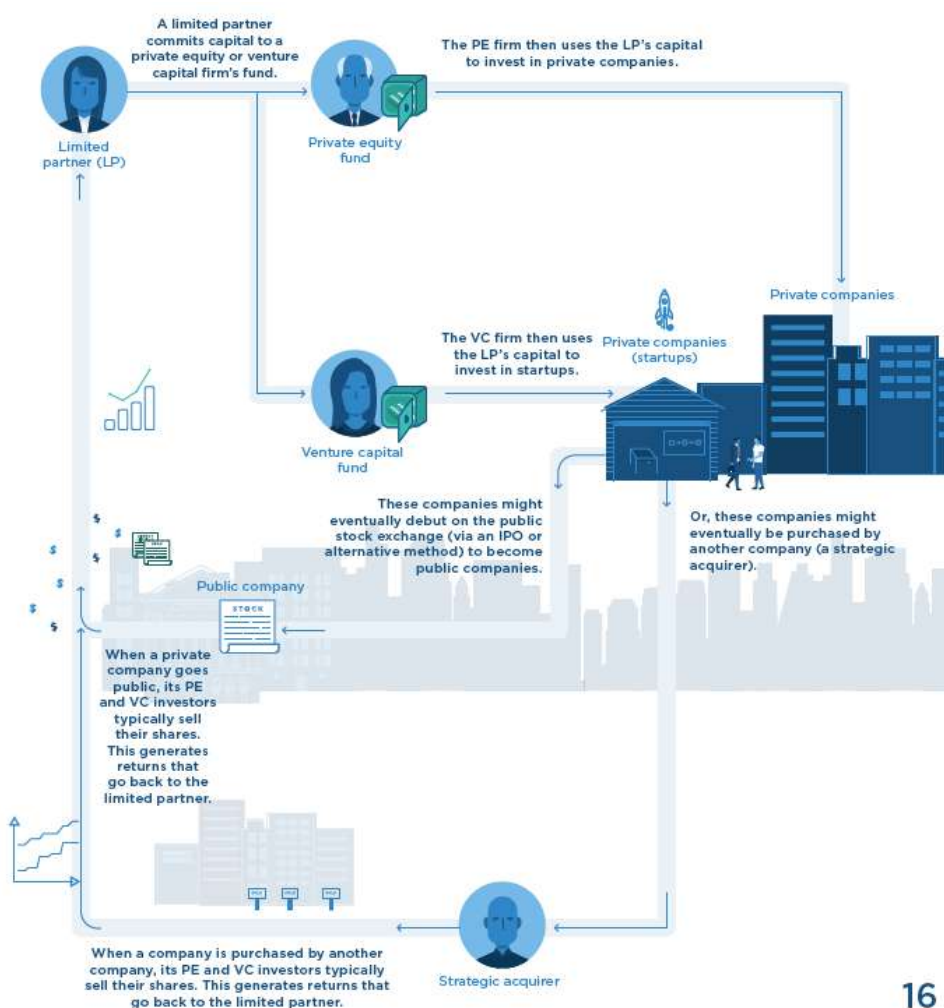 A limited partner
commits capital to a
private equity or venture
capital firm's fund.
The PE firm then uses the LP's capital
to invest in private companies.
Limited
partner (LP)
Private equity
fund
Private companies
The VC firm then uses
the LP's capital to
invest in startups.
Private companies
(startups)
Venture capital
fund
These companies might
eventually debut on the public
stock exchange (via an IPO or
alternative method) to become
public companies.
Or, these companies might
eventually be purchased by
another company (a strategic
acquirer).
$
$
$
$
$
$
Public company
STOCK
When a private
company goes
public, its PE
and VC investors
typically sell
their shares.
This generates
returns that
go back to the
limited partner.
Strategic acquirer
When a company is purchased by another
company, its PE and VC investors typically
sell their shares. This generates returns that
go back to the limited partner.
16